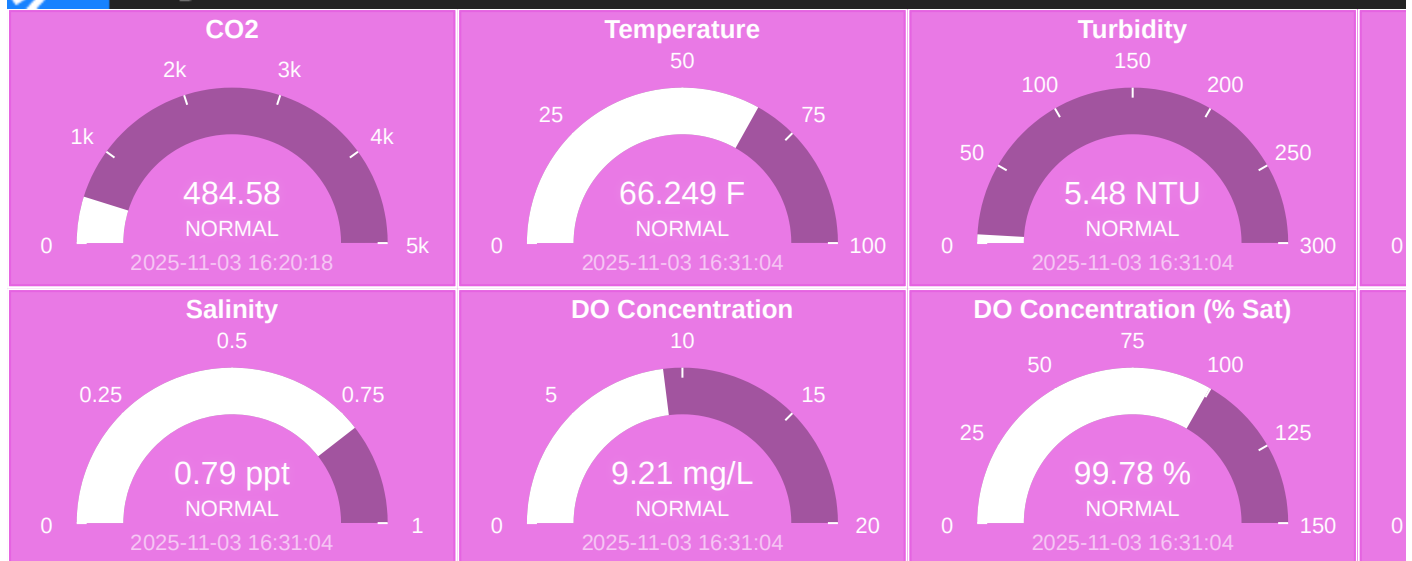 CO2
0
1k
2k
3k
4k
5k
484.58
NORMAL
2025-11-03 16:20:18
Temperature
0
25
50
75
100
66.249 F
NORMAL
2025-11-03 16:31:04
Turbidity
0
50
100
150
200
250
300
5.48 NTU
NORMAL
2025-11-03 16:31:04
0
Salinity
0
0.25
0.5
0.75
1
0.79 ppt
NORMAL
2025-11-03 16:31:04
DO Concentration
0
5
10
15
20
9.21 mg/L
NORMAL
2025-11-03 16:31:04
DO Concentration (% Sat)
0
25
50
75
100
125
150
99.78 %
NORMAL
2025-11-03 16:31:04
0